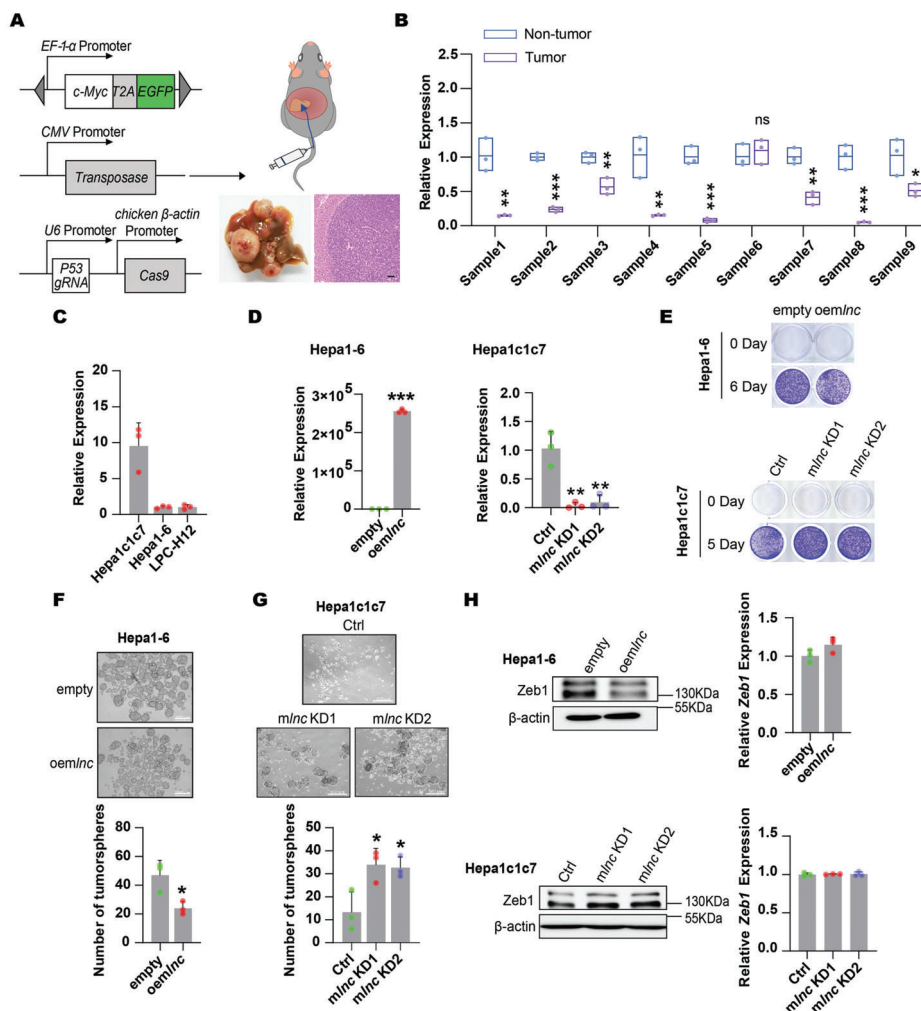 A
EF-1-α Promoter
c-Myc T2A EGFP
CMV Promoter
Transposase
U6 Promoter
chicken β-actin
Promoter
P53
gRNA
Cas9
B
Non-tumor
Tumor
Relative Expression
2.0
1.5
1.0
0.5
0.0
**
***
**
**
***
ns
**
***
*
Sample1
Sample2
Sample3
Sample4
Sample5
Sample6
Sample7
Sample8
Sample9
C
Relative Expression
20
15
10
5
0
Hepa1c1c7
Hepa1-6
LPC-H12
D
Hepa1-6
Relative Expression
3×10⁵
2×10⁵
1×10⁵
0
***
empty
oemlnc
Hepa1c1c7
Relative Expression
2.0
1.5
1.0
0.5
0.0
** **
Ctrl
mlnc KD1
mlnc KD2
E
empty oemlnc
Hepa1-6
0 Day
6 Day
Ctrl
mlnc KD1
mlnc KD2
Hepa1c1c7
0 Day
5 Day
F
Hepa1-6
empty
oemlnc
Number of tumorspheres
80
60
40
20
0
*
empty
oemlnc
G
Hepa1c1c7
Ctrl
mlnc KD1 mlnc KD2
Number of tumorspheres
50
40
30
20
10
0
* *
Ctrl
mlnc KD1
mlnc KD2
H
Hepa1-6
empty
oemlnc
Zeb1
130KDa
55KDa
β-actin
Relative Zeb1 Expression
1.5
1.0
0.5
0.0
empty
oemlnc
Hepa1c1c7
Ctrl
mlnc KD1
mlnc KD2
Zeb1
130KDa
55KDa
β-actin
Relative Zeb1 Expression
1.5
1.0
0.5
0.0
Ctrl
mlnc KD1
mlnc KD2